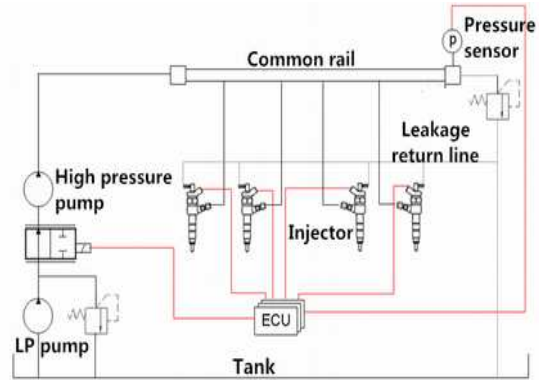 Pressure
sensor
P
Common rail
Leakage
return line
High pressure
pump
Injector
ECU
LP pump
Tank